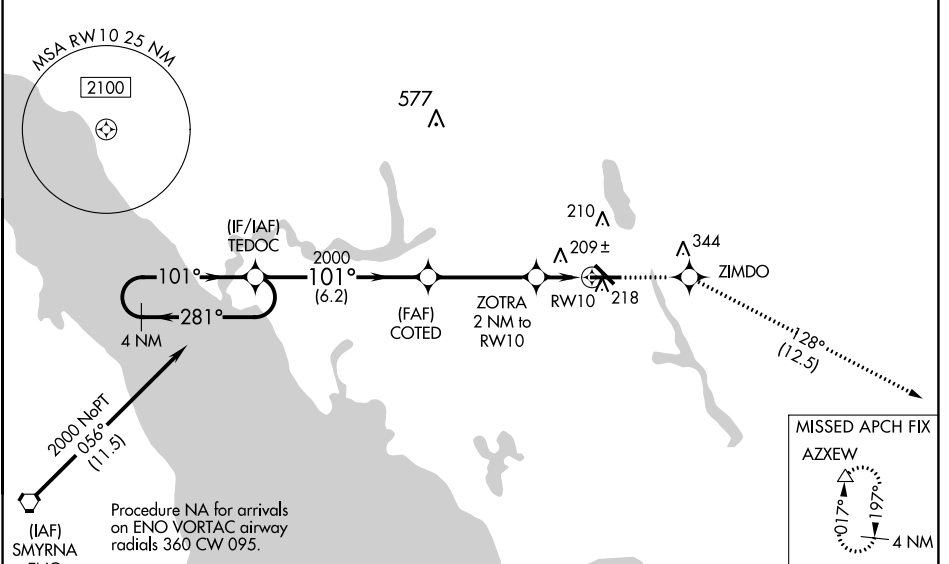 MSA RW10 25 NM
2100
577
210
209 ±
344
218
(IF/IAF)
TEDOC
2000
101°
(6.2)
101°
281°
4 NM
(FAF)
COTED
ZOTRA
2 NM to
RW10
RW10
ZIMDO
128°
(12.5)
2000 NoPT
056°
(11.5)
(IAF)
SMYRNA
Procedure NA for arrivals
on ENO VORTAC airway
radials 360 CW 095.
MISSED APCH FIX
AZXEW
017°
197°
4 NM